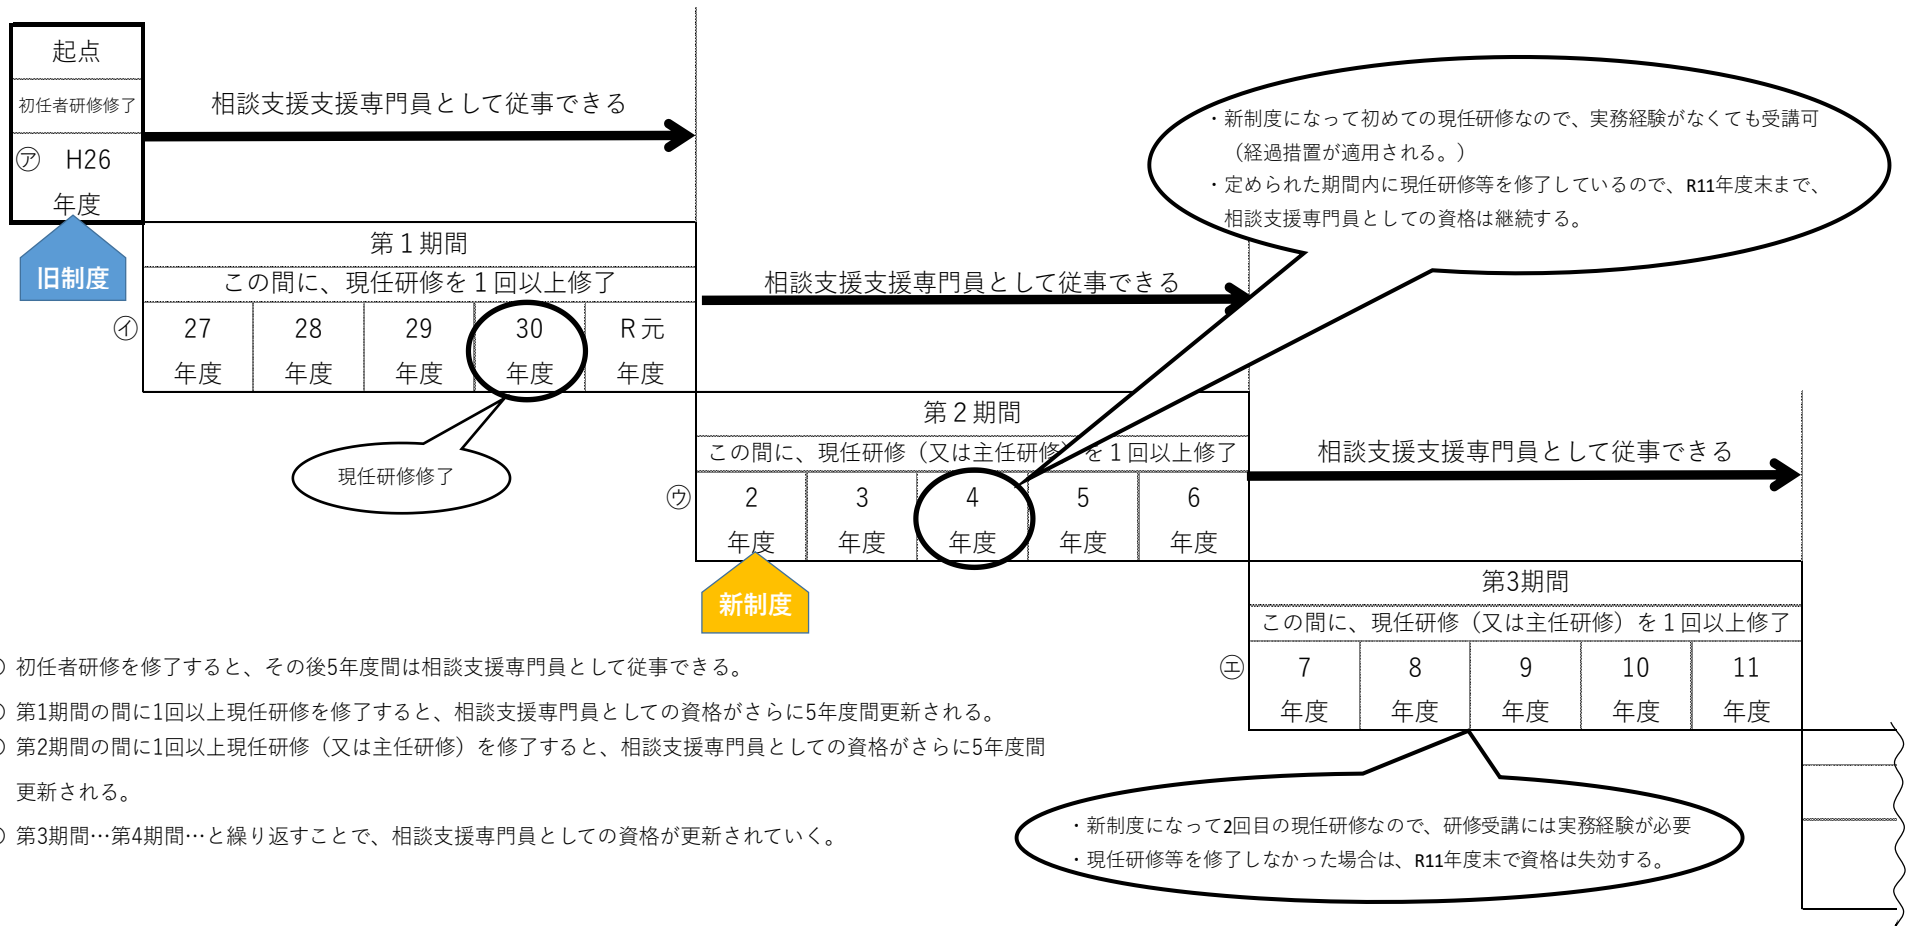 起点
初任者研修修了
㋐ H26
年度
旧制度
相談支援支援専門員として従事できる
第１期間
この間に、現任研修を１回以上修了
㋑ 27 28 29 30 R元
年度 年度 年度 年度 年度
現任研修修了
相談支援支援専門員として従事できる
・新制度になって初めての現任研修なので、実務経験がなくても受講可
（経過措置が適用される。）
・定められた期間内に現任研修等を修了しているので、R11年度末まで、
相談支援専門員としての資格は継続する。
第２期間
この間に、現任研修（又は主任研修）を１回以上修了
㋒ 2 3 4 5 6
年度 年度 年度 年度 年度
新制度
相談支援支援専門員として従事できる
第3期間
この間に、現任研修（又は主任研修）を１回以上修了
㋓ 7 8 9 10 11
年度 年度 年度 年度 年度
・新制度になって2回目の現任研修なので、研修受講には実務経験が必要
・現任研修等を修了しなかった場合は、R11年度末で資格は失効する。
初任者研修を修了すると、その後5年度間は相談支援専門員として従事できる。
第1期間の間に1回以上現任研修を修了すると、相談支援専門員としての資格がさらに5年度間更新される。
第2期間の間に1回以上現任研修（又は主任研修）を修了すると、相談支援専門員としての資格がさらに5年度間
更新される。
第3期間…第4期間…と繰り返すことで、相談支援専門員としての資格が更新されていく。